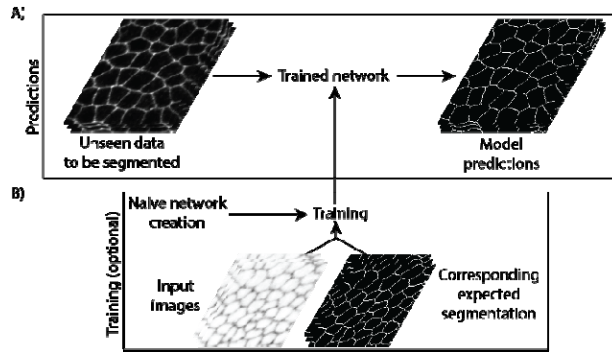 A)
Predictions
Trained network
Unseen data
to be segmented
Model
predictions
B)
Training (optional)
Naive network
creation
Training
Input
images
Corresponding
expected
segmentation